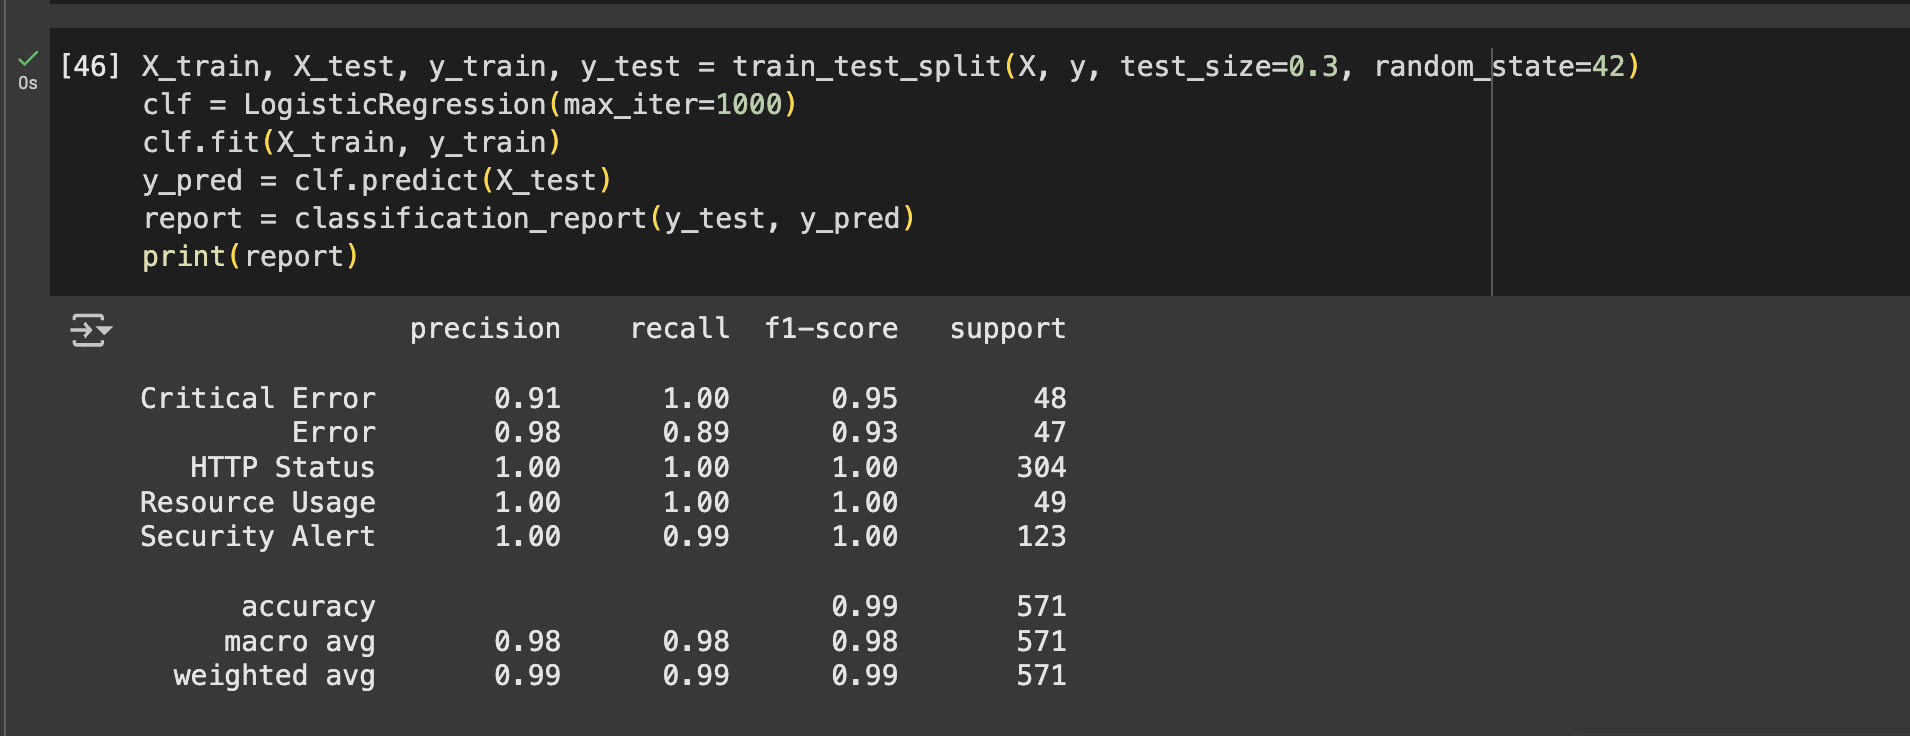 [46] X_train, X_test, y_train, y_test = train_test_split(X, y, test_size=0.3, random_state=42)
0s
clf = LogisticRegression(max_iter=1000)
clf.fit(X_train, y_train)
y_pred = clf.predict(X_test)
report = classification_report(y_test, y_pred)
print(report)
precision recall f1-score support
Critical Error 0.91 1.00 0.95 48
Error 0.98 0.89 0.93 47
HTTP Status 1.00 1.00 1.00 304
Resource Usage 1.00 1.00 1.00 49
Security Alert 1.00 0.99 1.00 123
accuracy 0.99 571
macro avg 0.98 0.98 0.98 571
weighted avg 0.99 0.99 0.99 571